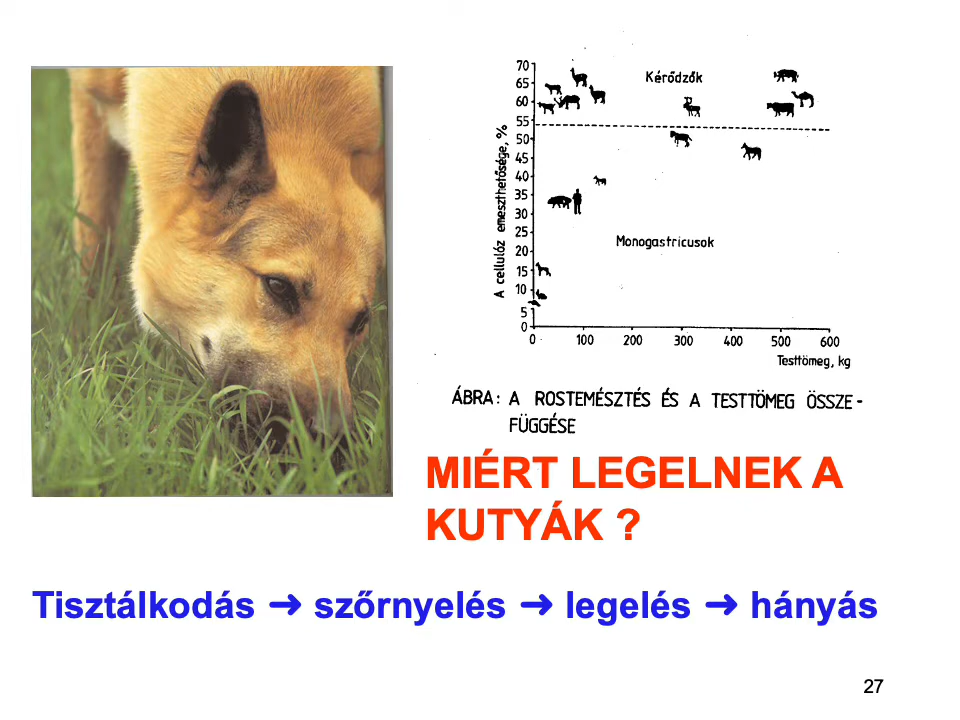 Kérődzők
Monogastricusok
A cellulóz emeszthetősége, %
70
65
60
55
50
45
40
35
30
25
20
15
10
5
0
0 100 200 300 400 500 600
Testtömeg, kg
ÁBRA: A ROSTEMÉSZTÉS ÉS A TESTTÖMEG ÖSSZE-
FÜGGÉSE
MIÉRT LEGELNEK A
KUTYÁK ?
Tisztálkodás ➜ szőrnyelés ➜ legelés ➜ hányás
27